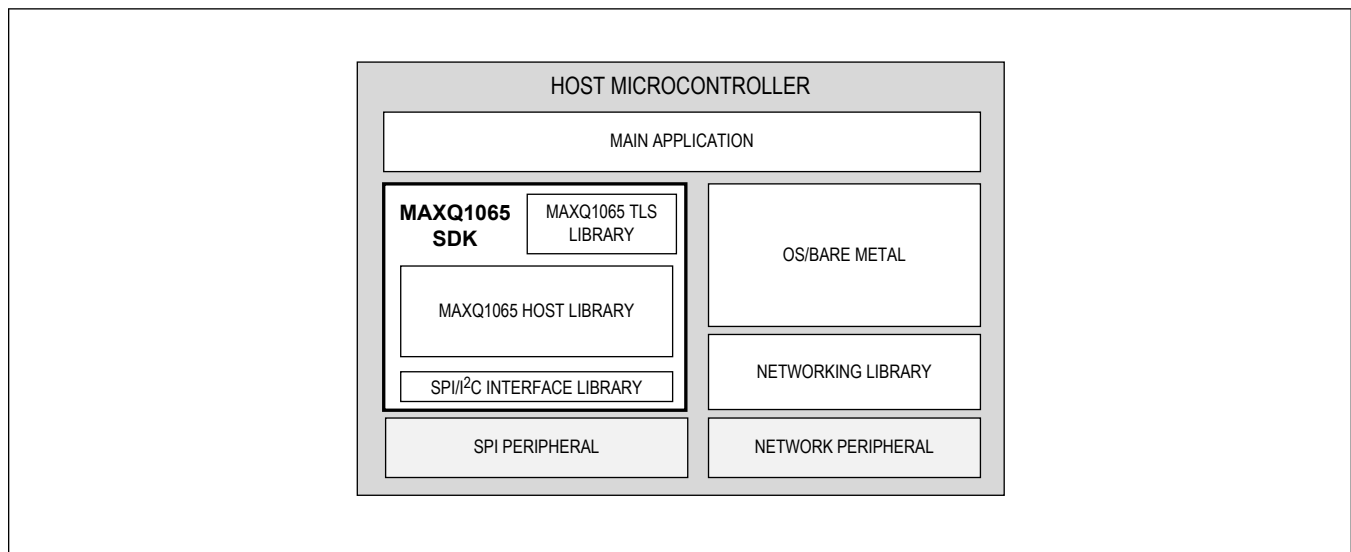 HOST MICROCONTROLLER
MAIN APPLICATION
MAXQ1065
SDK
MAXQ1065 TLS
LIBRARY
MAXQ1065 HOST LIBRARY
SPI/I²C INTERFACE LIBRARY
SPI PERIPHERAL
OS/BARE METAL
NETWORKING LIBRARY
NETWORK PERIPHERAL